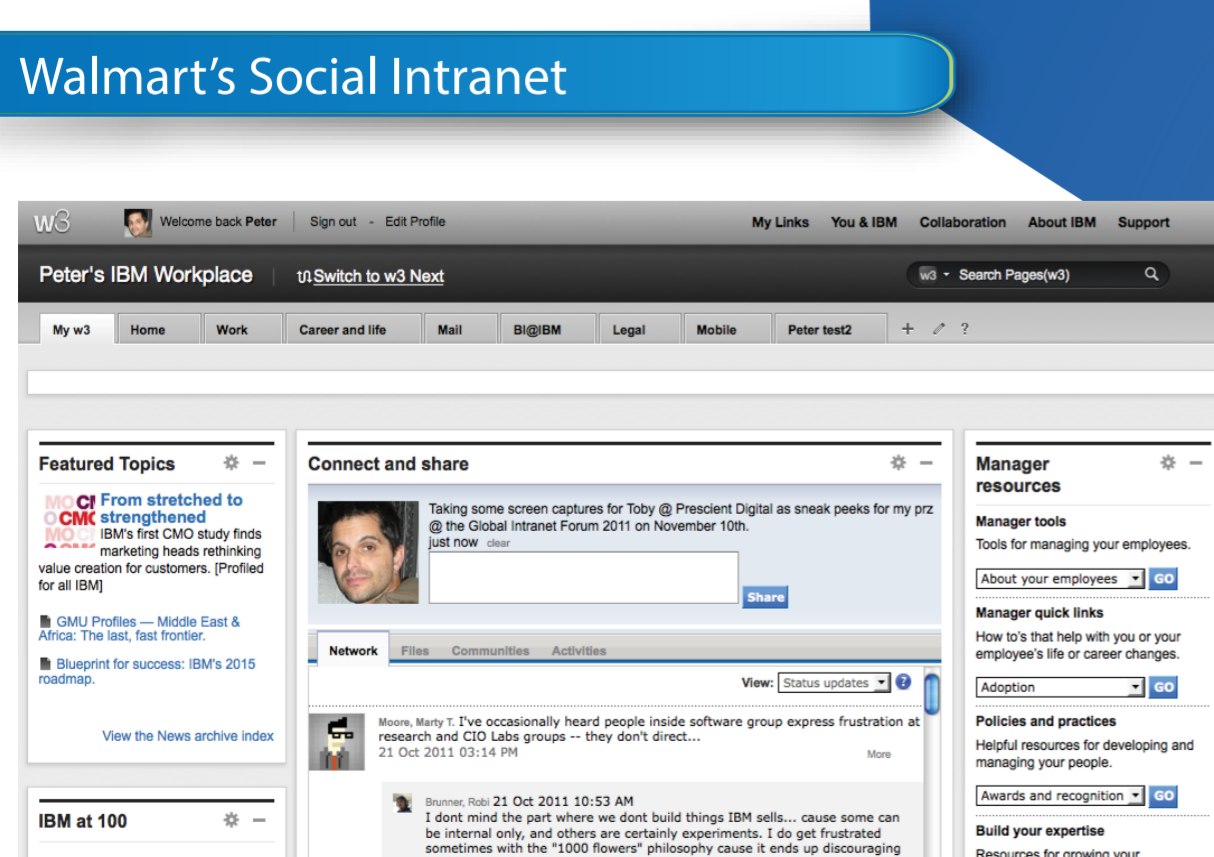 Walmart's Social Intranet
w3 Welcome back Peter Sign out - Edit Profile My Links You & IBM Collaboration About IBM Support
Peter's IBM Workplace Switch to w3 Next w3 Search Pages(w3)
My w3 Home Work Career and life Mail BI@IBM Legal Mobile Peter test2 + ?
Featured Topics
From stretched to
strengthened
IBM's first CMO study finds
marketing heads rethinking
value creation for customers. [Profiled
for all IBM]
GMU Profiles — Middle East &
Africa: The last, fast frontier.
Blueprint for success: IBM's 2015
roadmap.
View the News archive index
IBM at 100
Connect and share
Taking some screen captures for Toby @ Prescient Digital as sneak peeks for my prz
@ the Global Intranet Forum 2011 on November 10th.
just now clear
Share
Network Files Communities Activities
View: Status updates ?
Moore, Marty T. I've occasionally heard people inside software group express frustration at
research and CIO Labs groups -- they don't direct...
21 Oct 2011 03:14 PM More
Brunner, Robi 21 Oct 2011 10:53 AM
I dont mind the part where we dont build things IBM sells... cause some can
be internal only, and others are certainly experiments. I do get frustrated
sometimes with the "1000 flowers" philosophy cause it ends up discouraging
Manager
resources
Manager tools
Tools for managing your employees.
About your employees GO
Manager quick links
How to's that help with you or your
employee's life or career changes.
Adoption GO
Policies and practices
Helpful resources for developing and
managing your people.
Awards and recognition GO
Build your expertise
Resources for growing your